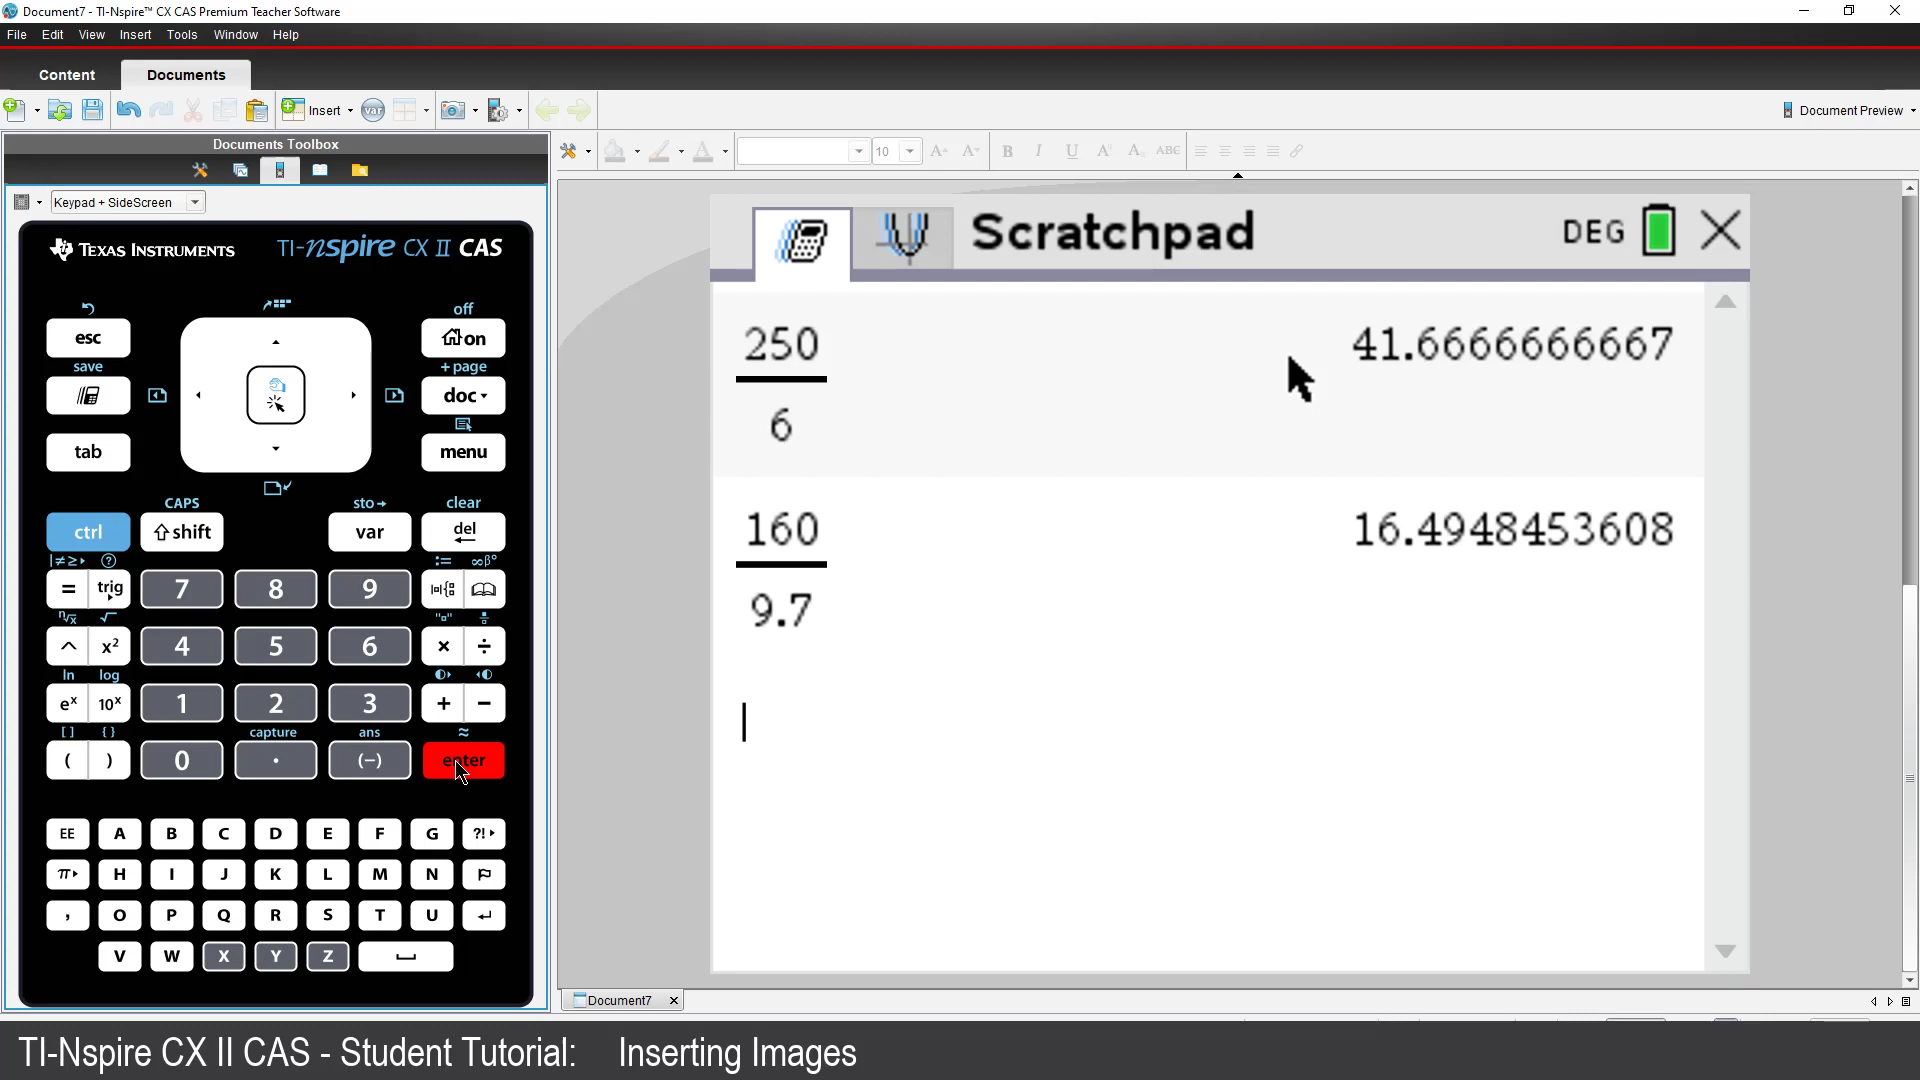 Document7 - TI-Nspire™ CX CAS Premium Teacher Software
File Edit View Insert Tools Window Help
Content Documents
Insert var Document Preview
Documents Toolbox
10 B I U A A ABC
Keypad + SideScreen
TEXAS INSTRUMENTS TI-nspire CX II CAS
off
esc on
save + page
doc
tab menu
CAPS sto→ clear
ctrl ⇧shift var del
|≠≥▸ ? := ∞β°
= trig 7 8 9
ⁿ√x √ "▫"
^ x² 4 5 6 × ÷
ln log
eˣ 10ˣ 1 2 3 + −
[ ] { } capture ans ≈
( ) 0 . (−) enter
EE A B C D E F G ?!▸
π▸ H I J K L M N
, O P Q R S T U ↵
V W X Y Z
Scratchpad DEG
250 41.6666666667
6
160 16.4948453608
9.7
Document7
TI-Nspire CX II CAS - Student Tutorial: Inserting Images